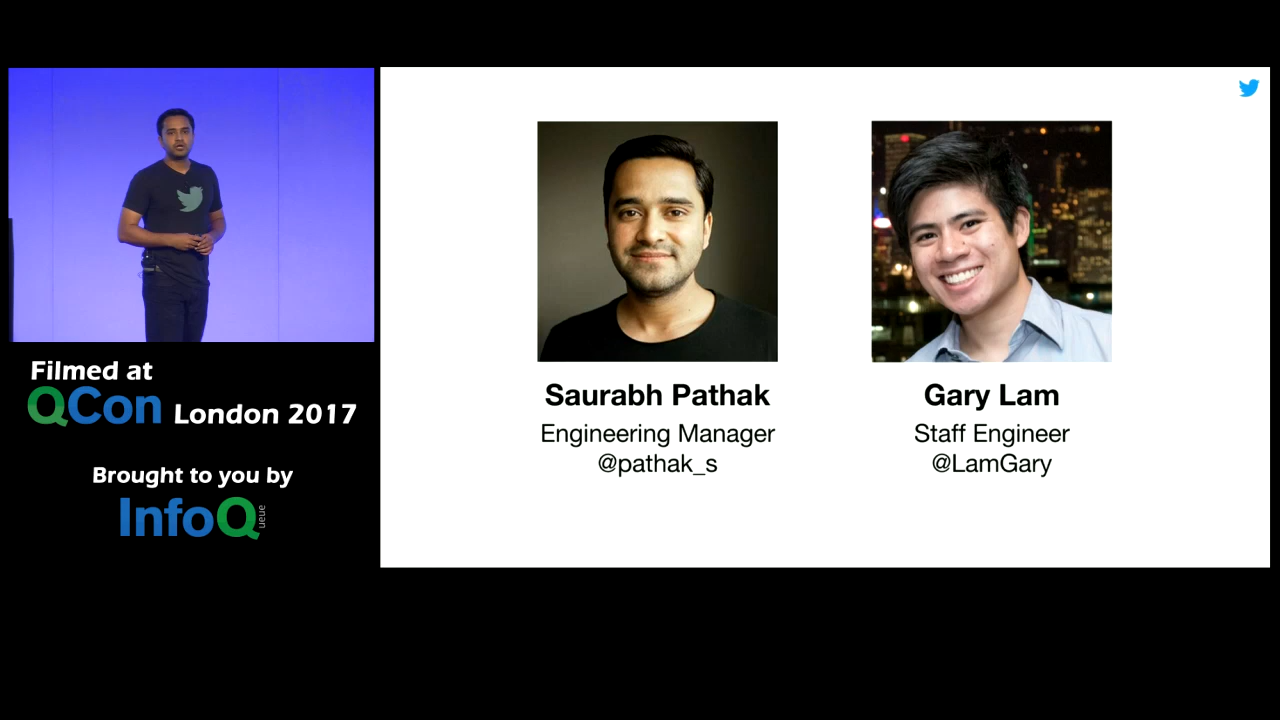 Filmed at
QCon London 2017
Brought to you by
InfoQ
ueue
Saurabh Pathak
Engineering Manager
@pathak_s
Gary Lam
Staff Engineer
@LamGary